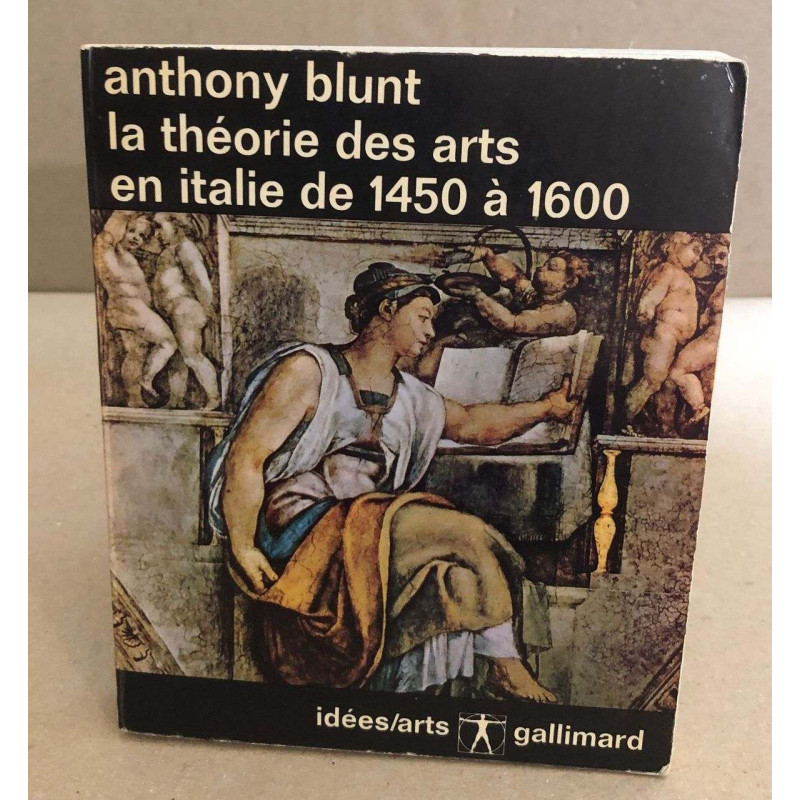 anthony blunt
la théorie des arts
en italie de 1450 à 1600
idées/arts gallimard